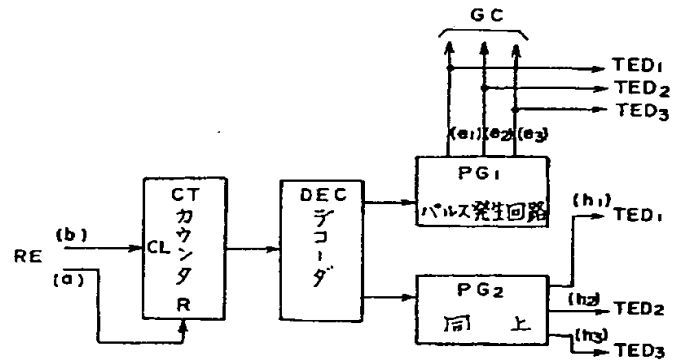 GC
TED1
TED2
TED3
(e1)
(e2)
(e3)
PG1
パルス発生回路
CT
カウンタ
CL
R
DEC
デコーダ
RE
(b)
(a)
PG2
同上
(h1)
TED1
(h2)
TED2
(h3)
TED3